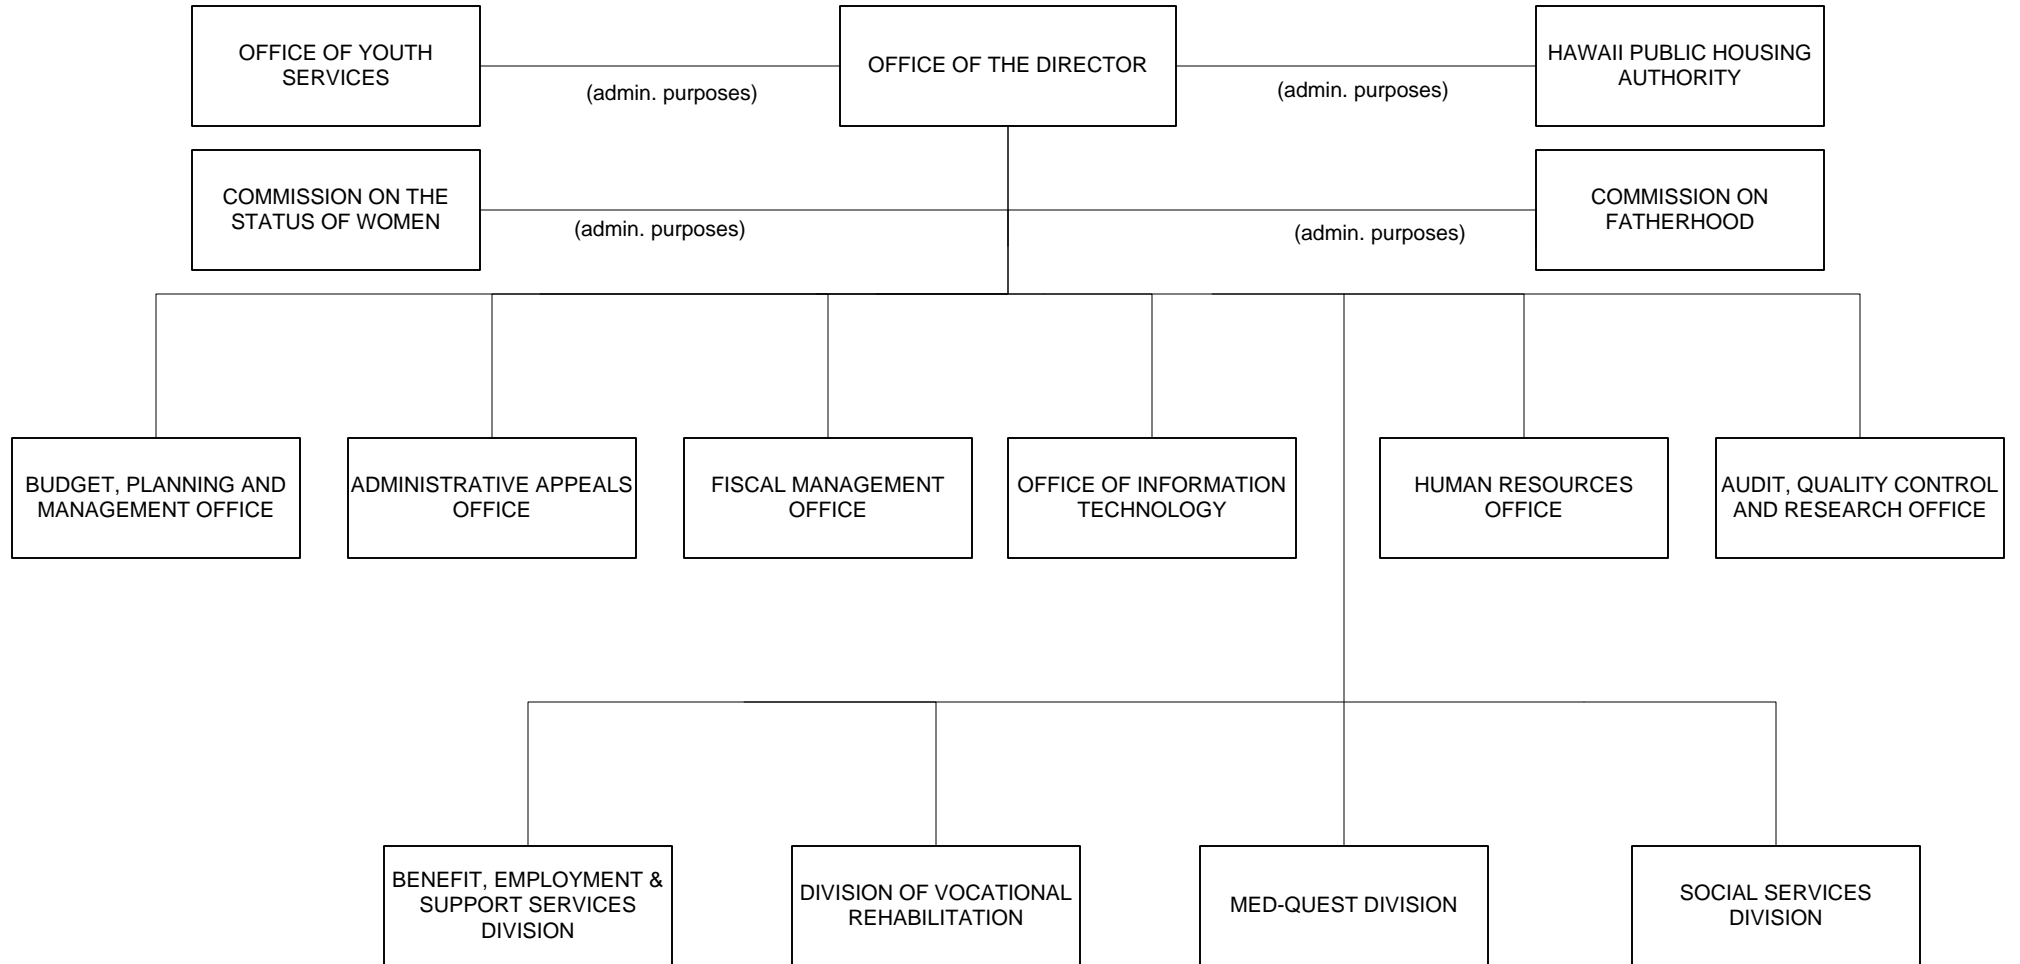 OFFICE OF YOUTH
SERVICES
(admin. purposes)
OFFICE OF THE DIRECTOR
(admin. purposes)
HAWAII PUBLIC HOUSING
AUTHORITY
COMMISSION ON THE
STATUS OF WOMEN
(admin. purposes)
(admin. purposes)
COMMISSION ON
FATHERHOOD
BUDGET, PLANNING AND
MANAGEMENT OFFICE
ADMINISTRATIVE APPEALS
OFFICE
FISCAL MANAGEMENT
OFFICE
OFFICE OF INFORMATION
TECHNOLOGY
HUMAN RESOURCES
OFFICE
AUDIT, QUALITY CONTROL
AND RESEARCH OFFICE
BENEFIT, EMPLOYMENT &
SUPPORT SERVICES
DIVISION
DIVISION OF VOCATIONAL
REHABILITATION
MED-QUEST DIVISION
SOCIAL SERVICES
DIVISION